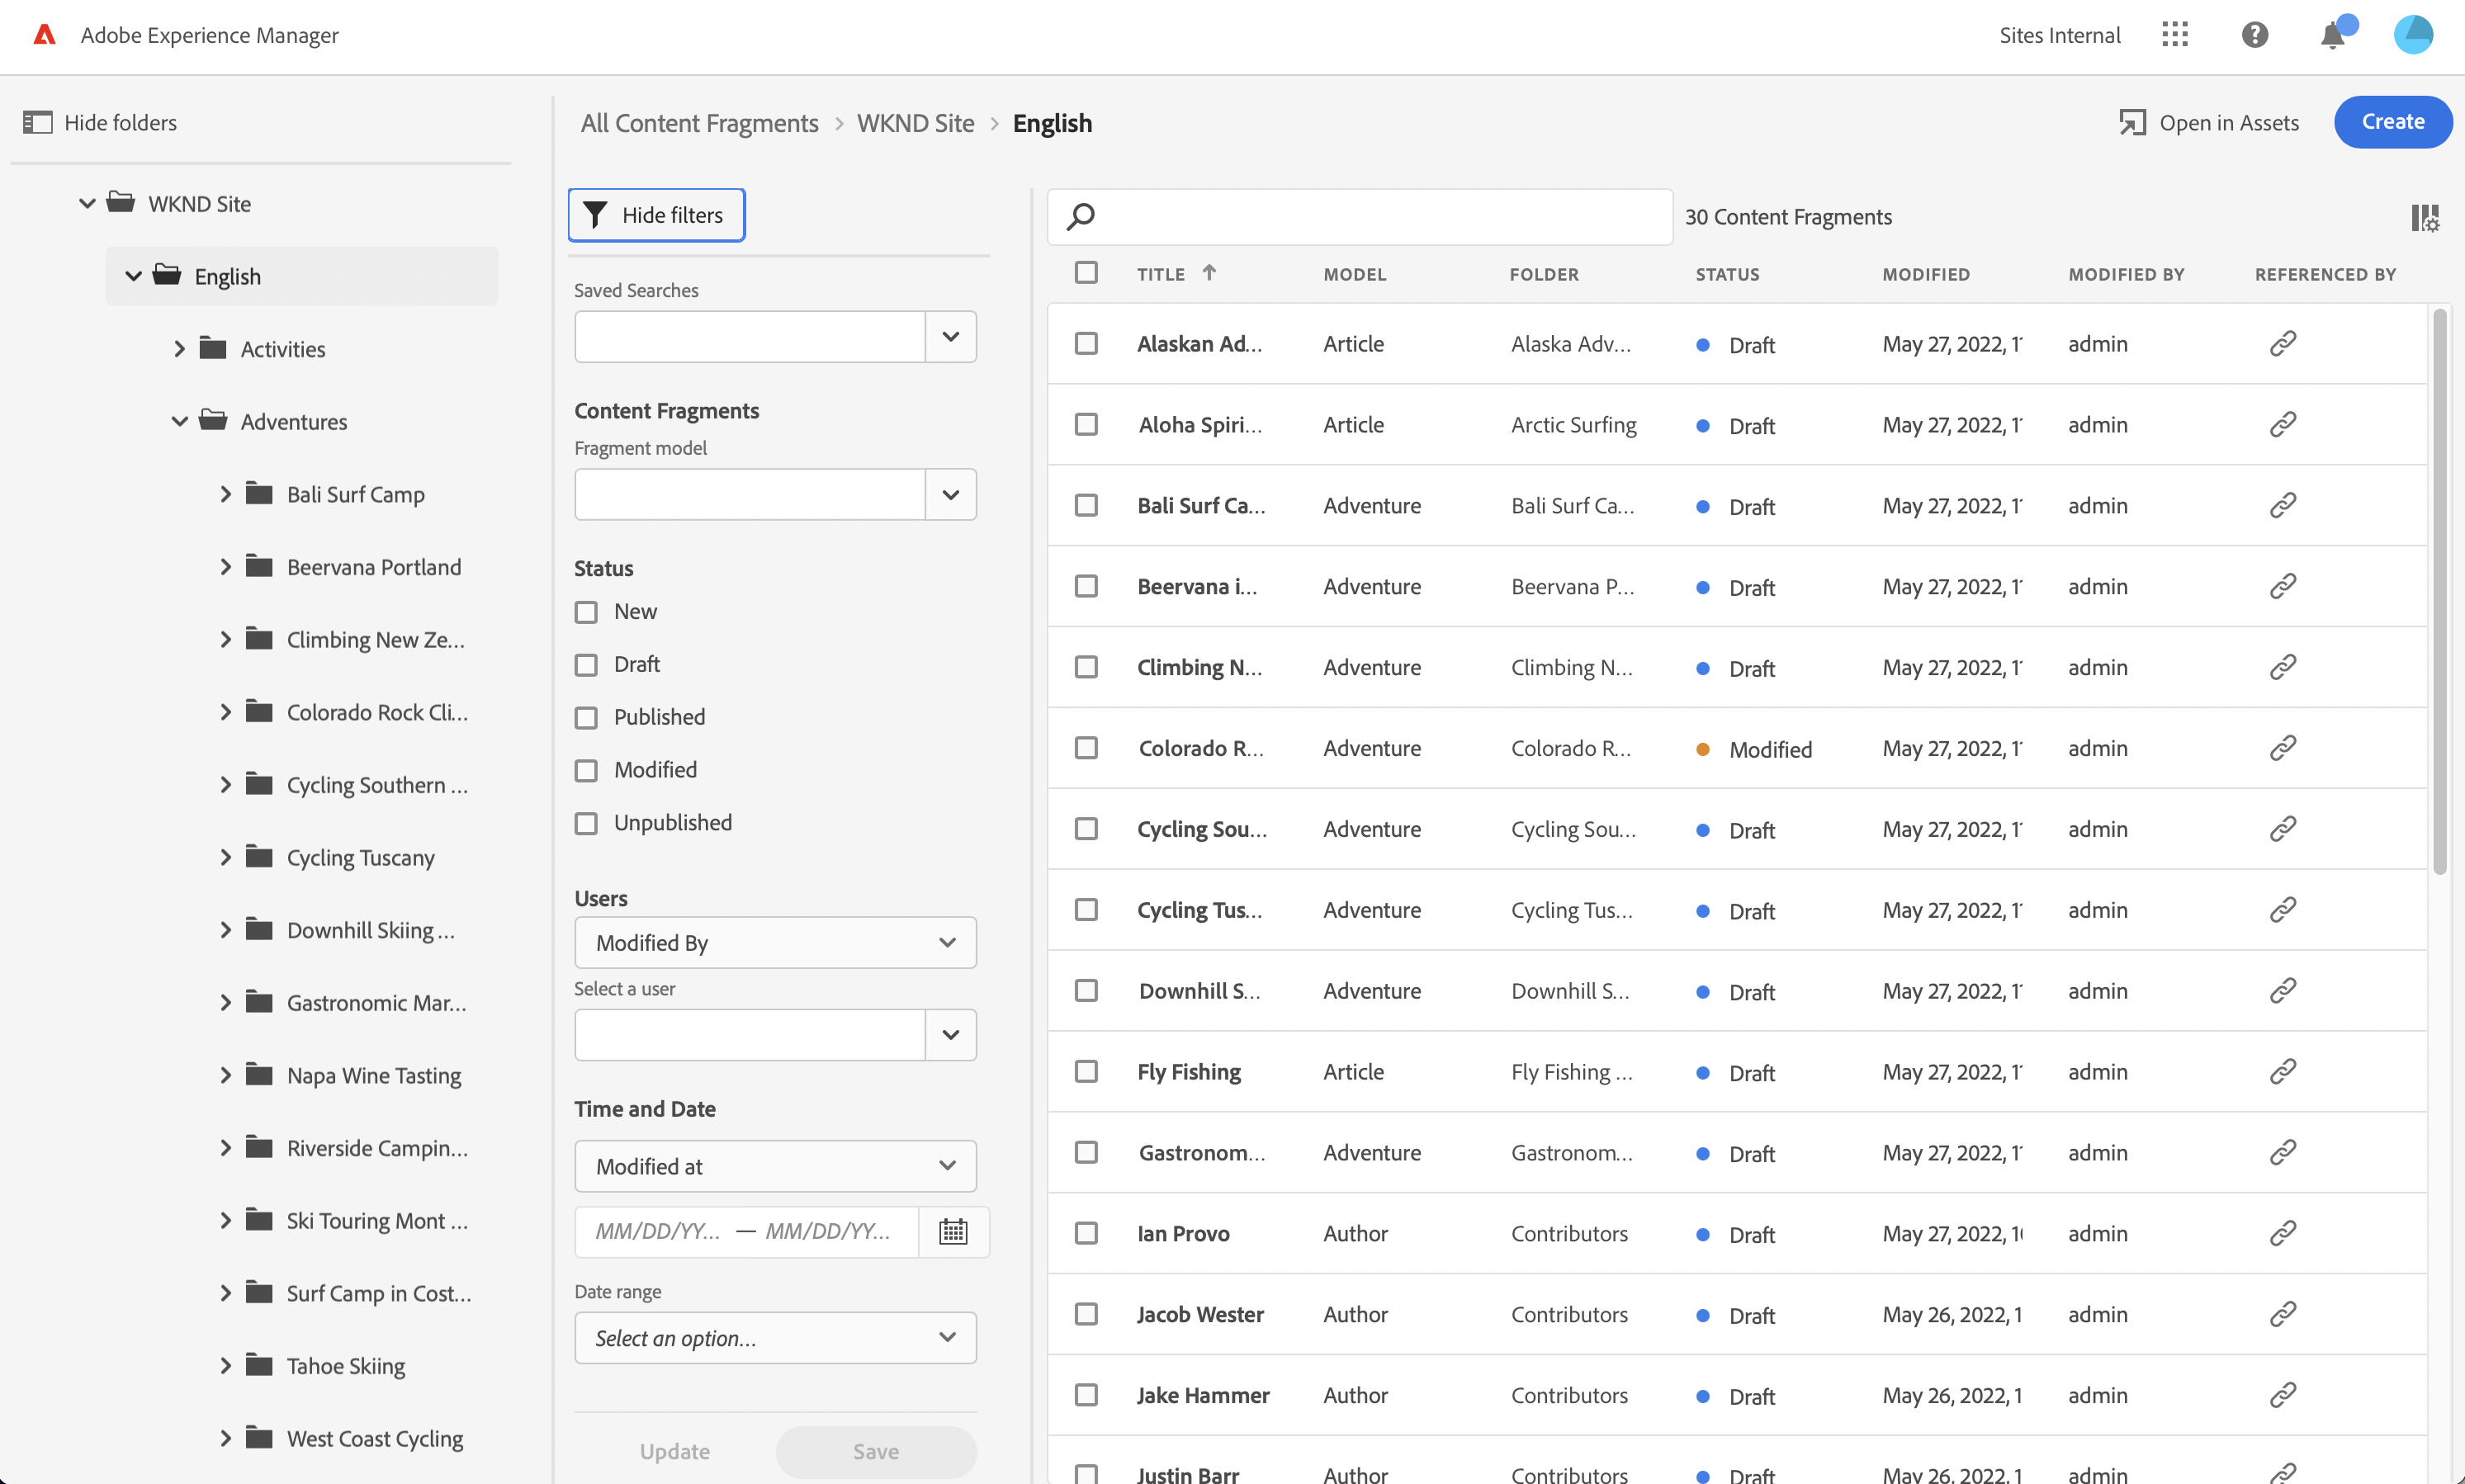 Adobe Experience Manager
Sites Internal
Hide folders
All Content Fragments > WKND Site > English
Open in Assets
Create
WKND Site
English
Activities
Adventures
Bali Surf Camp
Beervana Portland
Climbing New Ze...
Colorado Rock Cli...
Cycling Southern ...
Cycling Tuscany
Downhill Skiing ...
Gastronomic Mar...
Napa Wine Tasting
Riverside Campin...
Ski Touring Mont ...
Surf Camp in Cost...
Tahoe Skiing
West Coast Cycling
Hide filters
Saved Searches
Content Fragments
Fragment model
Status
New
Draft
Published
Modified
Unpublished
Users
Modified By
Select a user
Time and Date
Modified at
MM/DD/YY... — MM/DD/YY...
Date range
Select an option...
Update Save
30 Content Fragments
TITLE MODEL FOLDER STATUS MODIFIED MODIFIED BY REFERENCED BY
Alaskan Ad... Article Alaska Adv... Draft May 27, 2022, 1 admin
Aloha Spiri... Article Arctic Surfing Draft May 27, 2022, 1 admin
Bali Surf Ca... Adventure Bali Surf Ca... Draft May 27, 2022, 1 admin
Beervana i... Adventure Beervana P... Draft May 27, 2022, 1 admin
Climbing N... Adventure Climbing N... Draft May 27, 2022, 1 admin
Colorado R... Adventure Colorado R... Modified May 27, 2022, 1 admin
Cycling Sou... Adventure Cycling Sou... Draft May 27, 2022, 1 admin
Cycling Tus... Adventure Cycling Tus... Draft May 27, 2022, 1 admin
Downhill S... Adventure Downhill S... Draft May 27, 2022, 1 admin
Fly Fishing Article Fly Fishing ... Draft May 27, 2022, 1 admin
Gastronom... Adventure Gastronom... Draft May 27, 2022, 1 admin
Ian Provo Author Contributors Draft May 27, 2022, 1 admin
Jacob Wester Author Contributors Draft May 26, 2022, 1 admin
Jake Hammer Author Contributors Draft May 26, 2022, 1 admin
Justin Barr Author Contributors Draft May 26, 2022, 1 admin